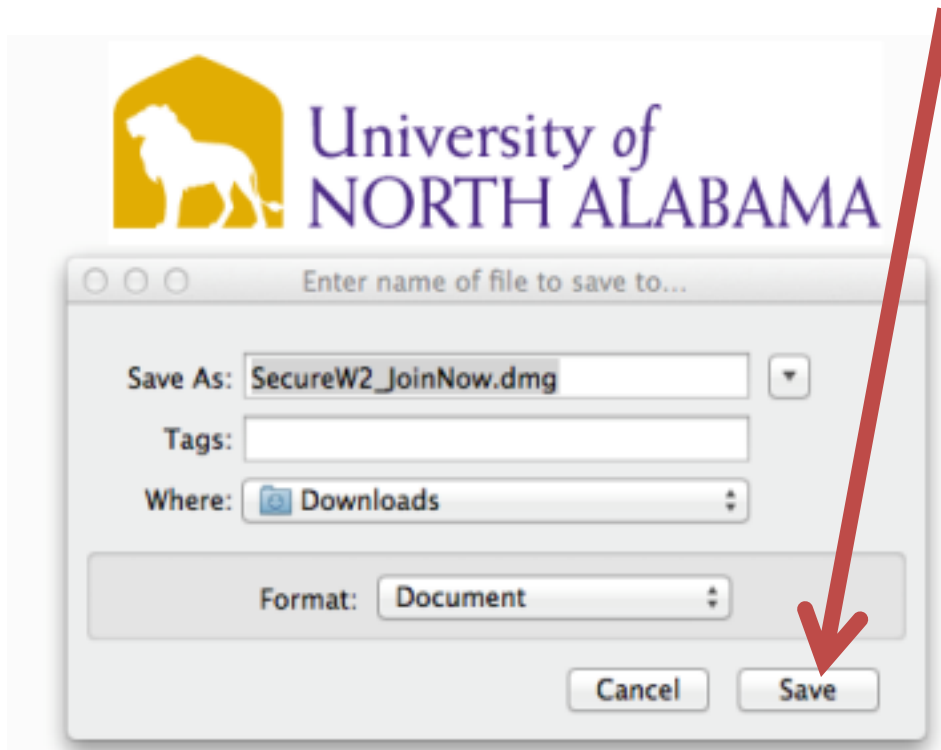 University of
NORTH ALABAMA
Enter name of file to save to...
Save As: SecureW2_JoinNow.dmg
Tags:
Where: Downloads
Format: Document
Cancel Save